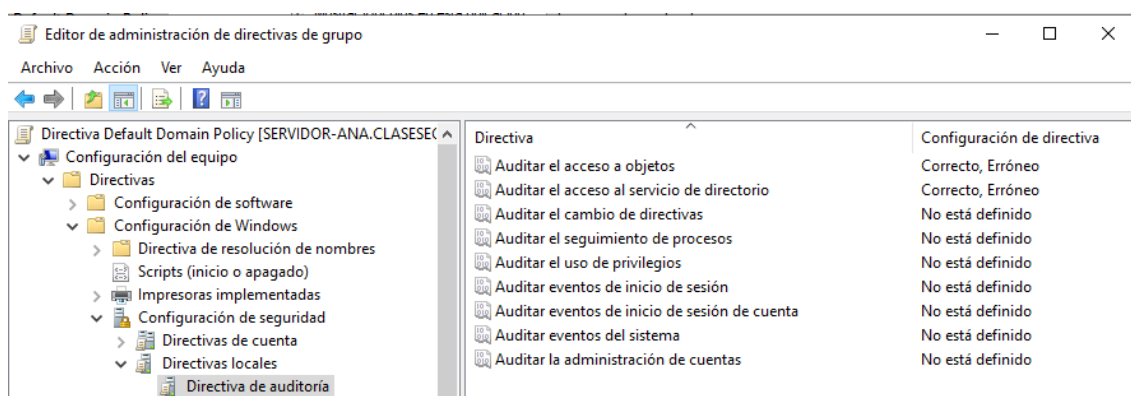 Editor de administración de directivas de grupo
Archivo Acción Ver Ayuda
Directiva Default Domain Policy [SERVIDOR-ANA.CLASESE
Configuración del equipo
Directivas
Configuración de software
Configuración de Windows
Directiva de resolución de nombres
Scripts (inicio o apagado)
Impresoras implementadas
Configuración de seguridad
Directivas de cuenta
Directivas locales
Directiva de auditoría
Directiva Configuración de directiva
Auditar el acceso a objetos Correcto, Erróneo
Auditar el acceso al servicio de directorio Correcto, Erróneo
Auditar el cambio de directivas No está definido
Auditar el seguimiento de procesos No está definido
Auditar el uso de privilegios No está definido
Auditar eventos de inicio de sesión No está definido
Auditar eventos de inicio de sesión de cuenta No está definido
Auditar eventos del sistema No está definido
Auditar la administración de cuentas No está definido